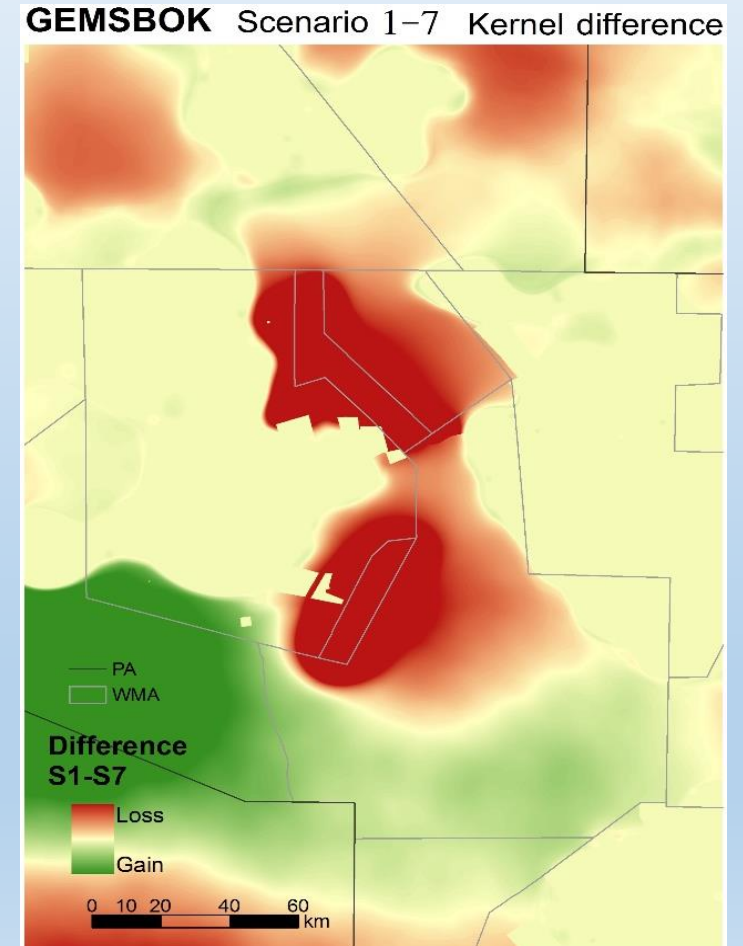 GEMSBOK Scenario 1−7 Kernel difference
PA
WMA
Difference
S1-S7
Loss
Gain
0 10 20 40 60
km